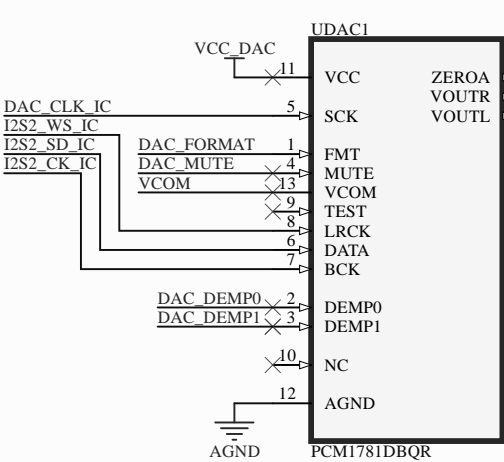 UDAC1
VCC_DAC
11 VCC ZEROA
VOUTR
DAC_CLK_IC 5 SCK VOUTL
I2S2_WS_IC
I2S2_SD_IC DAC_FORMAT 1 FMT
I2S2_CK_IC DAC_MUTE 4 MUTE
VCOM 13 VCOM
9 TEST
8 LRCK
6 DATA
7 BCK
DAC_DEMP0 2 DEMP0
DAC_DEMP1 3 DEMP1
10 NC
12 AGND
AGND PCM1781DBQR